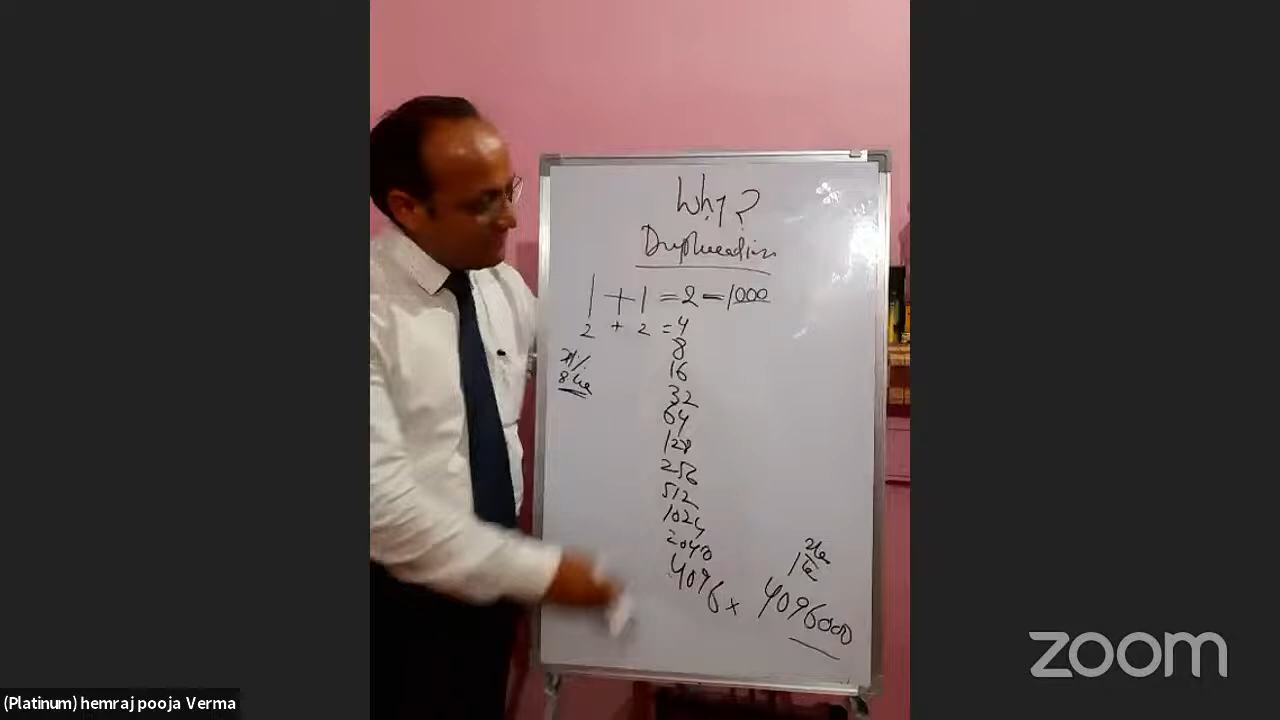 Why?
Duplication
1 + 1 = 2 = 1000
2 + 2 = 4
8
16
32
64
128
256
512
1024
2048
4096 x 4096000
zoom
(Platinum) hemraj pooja Verma